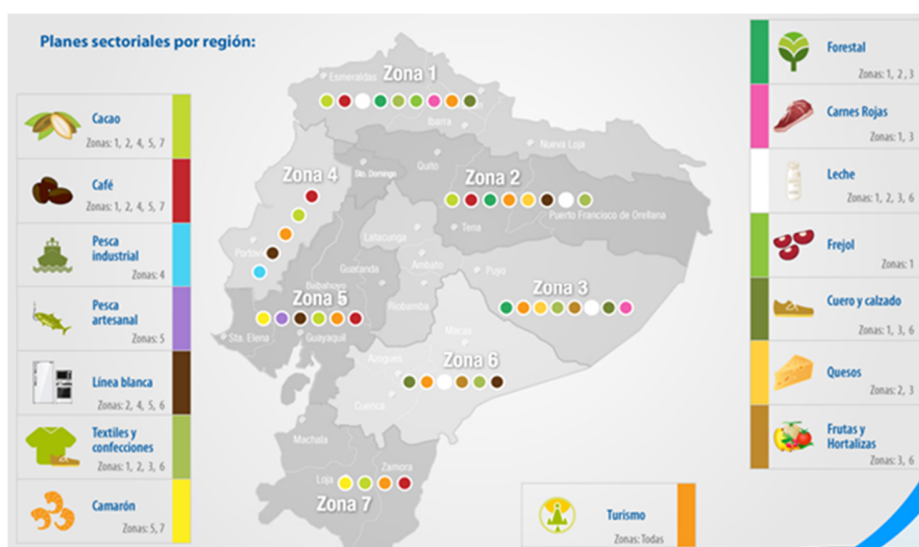 Planes sectoriales por región:
Cacao
Zonas: 1, 2, 4, 5, 7
Café
Zonas: 1, 2, 4, 5, 7
Pesca
industrial
Zonas: 4
Pesca
artesanal
Zonas: 5
Línea blanca
Zonas: 2, 4, 5, 6
Textiles y
confecciones
Zonas: 1, 2, 3, 6
Camarón
Zonas: 5, 7
Zona 1
Esmeraldas
Ibarra
Nueva Loja
Quito
Sto. Domingo
Zona 4
Zona 2
Puerto Francisco de Orellana
Tena
Latacunga
Portoviejo
Ambato
Puyo
Guaranda
Babahoyo
Riobamba
Zona 3
Zona 5
Sta. Elena
Guayaquil
Macas
Zona 6
Azogues
Cuenca
Machala
Loja
Zamora
Zona 7
Forestal
Zonas: 1, 2, 3
Carnes Rojas
Zonas: 1, 3
Leche
Zonas: 1, 2, 3, 6
Frejol
Zonas: 1
Cuero y calzado
Zonas: 1, 3, 6
Quesos
Zonas: 2, 3
Frutas y
Hortalizas
Zonas: 3, 6
Turismo
Zonas: Todas